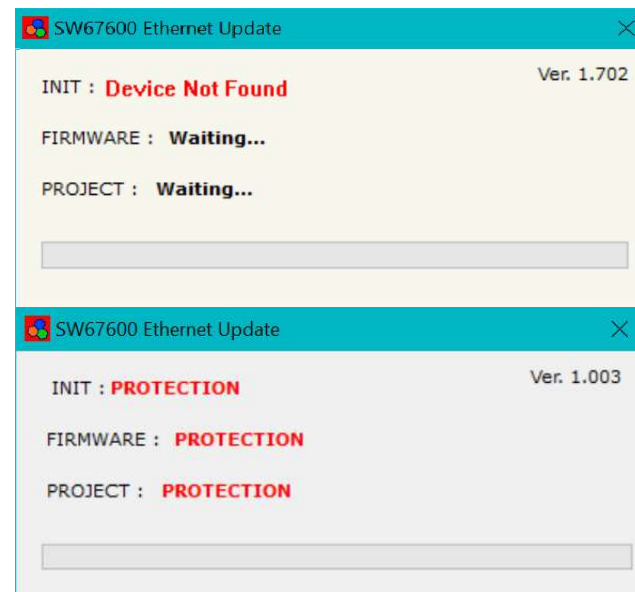 SW67600 Ethernet Update
Ver. 1.702
INIT : Device Not Found
FIRMWARE : Waiting...
PROJECT : Waiting...
SW67600 Ethernet Update
Ver. 1.003
INIT : PROTECTION
FIRMWARE : PROTECTION
PROJECT : PROTECTION